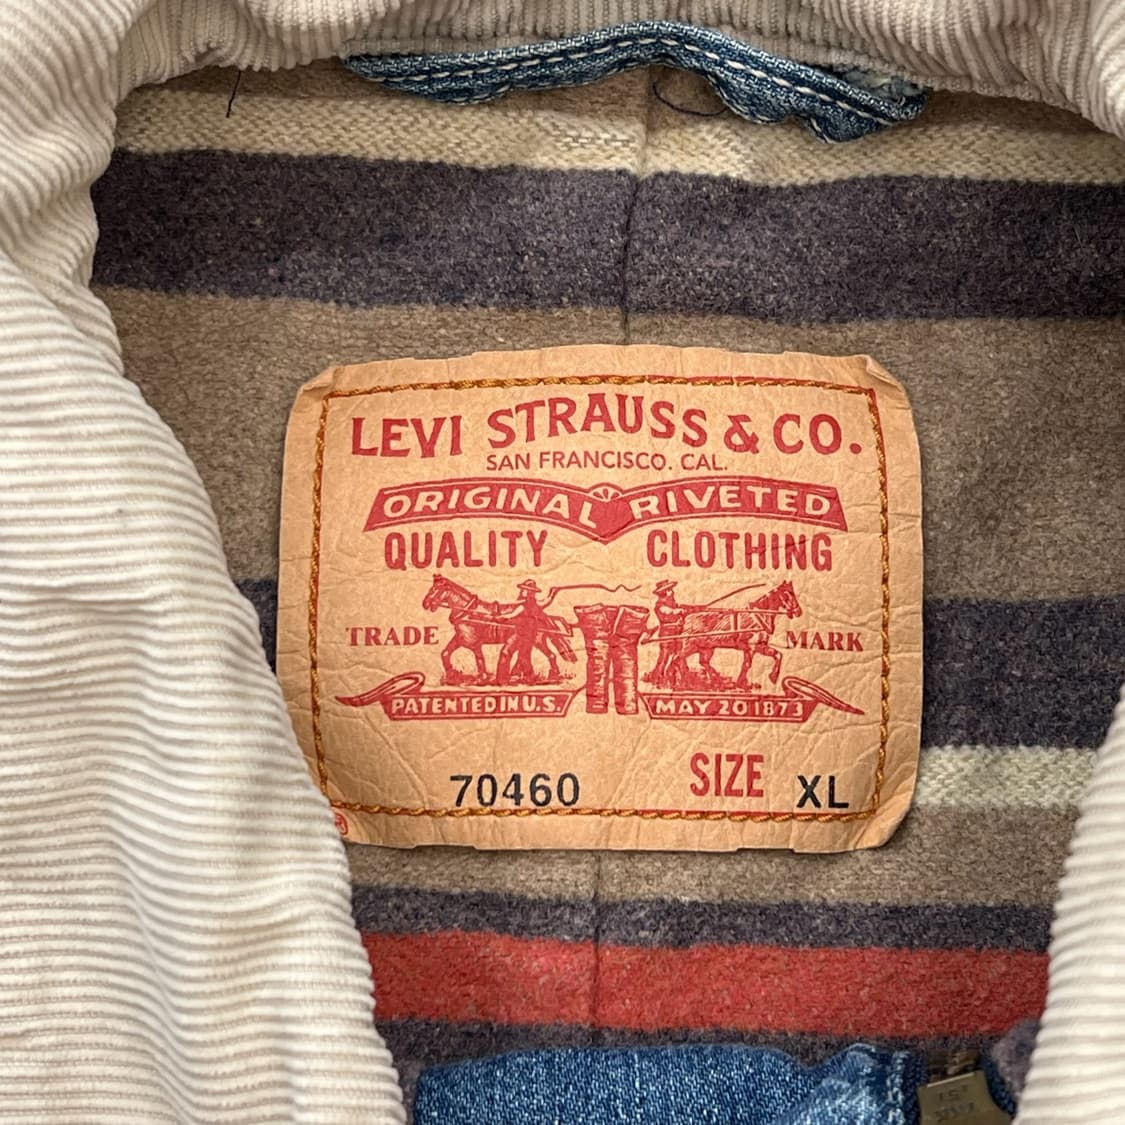 LEVI STRAUSS & CO.
SAN FRANCISCO. CAL.
ORIGINAL RIVETED
QUALITY CLOTHING
TRADE MARK
PATENTED IN U.S. MAY 20 1873
70460 SIZE XL
®